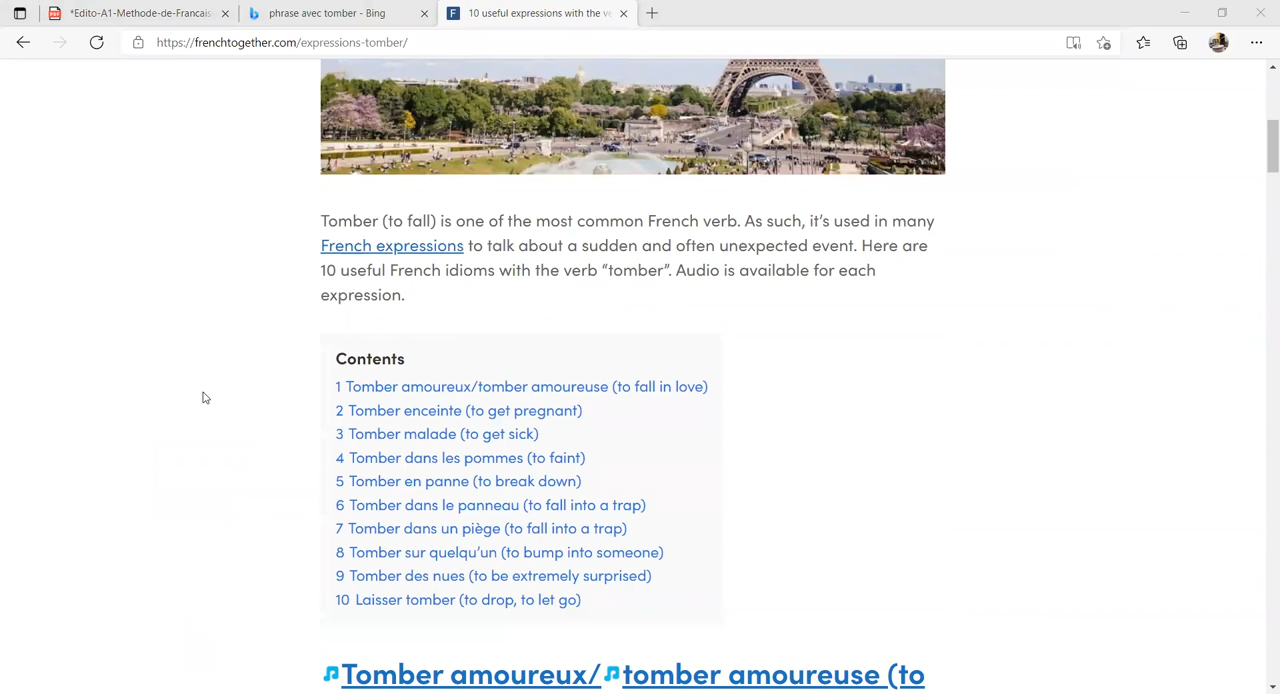 *Edito-A1-Methode-de-Francais
phrase avec tomber - Bing
10 useful expressions with the ve
https://frenchtogether.com/expressions-tomber/
Tomber (to fall) is one of the most common French verb. As such, it’s used in many
French expressions to talk about a sudden and often unexpected event. Here are
10 useful French idioms with the verb “tomber”. Audio is available for each
expression.
Contents
1 Tomber amoureux/tomber amoureuse (to fall in love)
2 Tomber enceinte (to get pregnant)
3 Tomber malade (to get sick)
4 Tomber dans les pommes (to faint)
5 Tomber en panne (to break down)
6 Tomber dans le panneau (to fall into a trap)
7 Tomber dans un piège (to fall into a trap)
8 Tomber sur quelqu’un (to bump into someone)
9 Tomber des nues (to be extremely surprised)
10 Laisser tomber (to drop, to let go)
Tomber amoureux/ tomber amoureuse (to